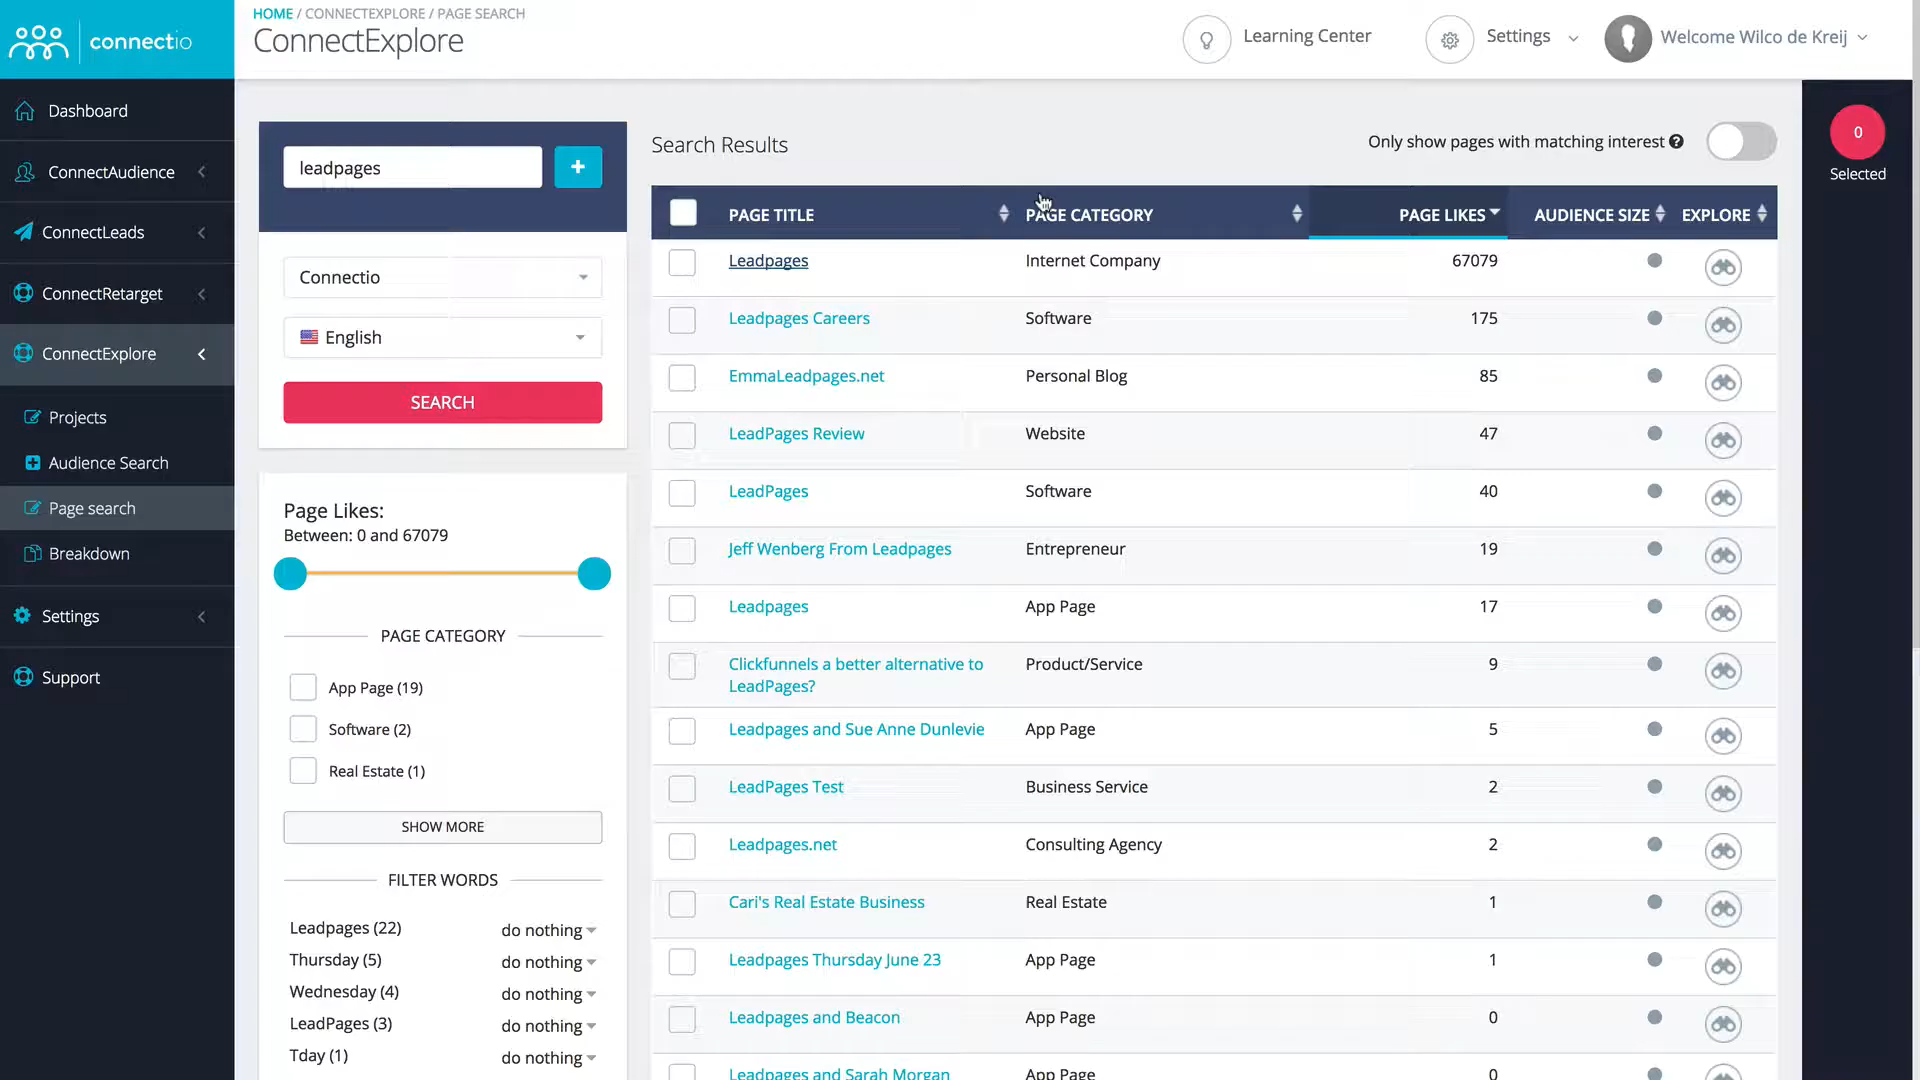 connectio
HOME / CONNECTEXPLORE / PAGE SEARCH
ConnectExplore
Learning Center
Settings
Welcome Wilco de Kreij
Dashboard
ConnectAudience
ConnectLeads
ConnectRetarget
ConnectExplore
Projects
Audience Search
Page search
Breakdown
Settings
Support
leadpages
+
Connectio
English
SEARCH
Page Likes:
Between: 0 and 67079
PAGE CATEGORY
App Page (19)
Software (2)
Real Estate (1)
SHOW MORE
FILTER WORDS
Leadpages (22) do nothing
Thursday (5) do nothing
Wednesday (4) do nothing
LeadPages (3) do nothing
Tday (1) do nothing
Search Results
Only show pages with matching interest ?
0
Selected
PAGE TITLE PAGE CATEGORY PAGE LIKES AUDIENCE SIZE EXPLORE
Leadpages Internet Company 67079
Leadpages Careers Software 175
EmmaLeadpages.net Personal Blog 85
LeadPages Review Website 47
LeadPages Software 40
Jeff Wenberg From Leadpages Entrepreneur 19
Leadpages App Page 17
Clickfunnels a better alternative to Product/Service 9
LeadPages?
Leadpages and Sue Anne Dunlevie App Page 5
LeadPages Test Business Service 2
Leadpages.net Consulting Agency 2
Cari's Real Estate Business Real Estate 1
Leadpages Thursday June 23 App Page 1
Leadpages and Beacon App Page 0
Leadpages and Sarah Morgan App Page 0